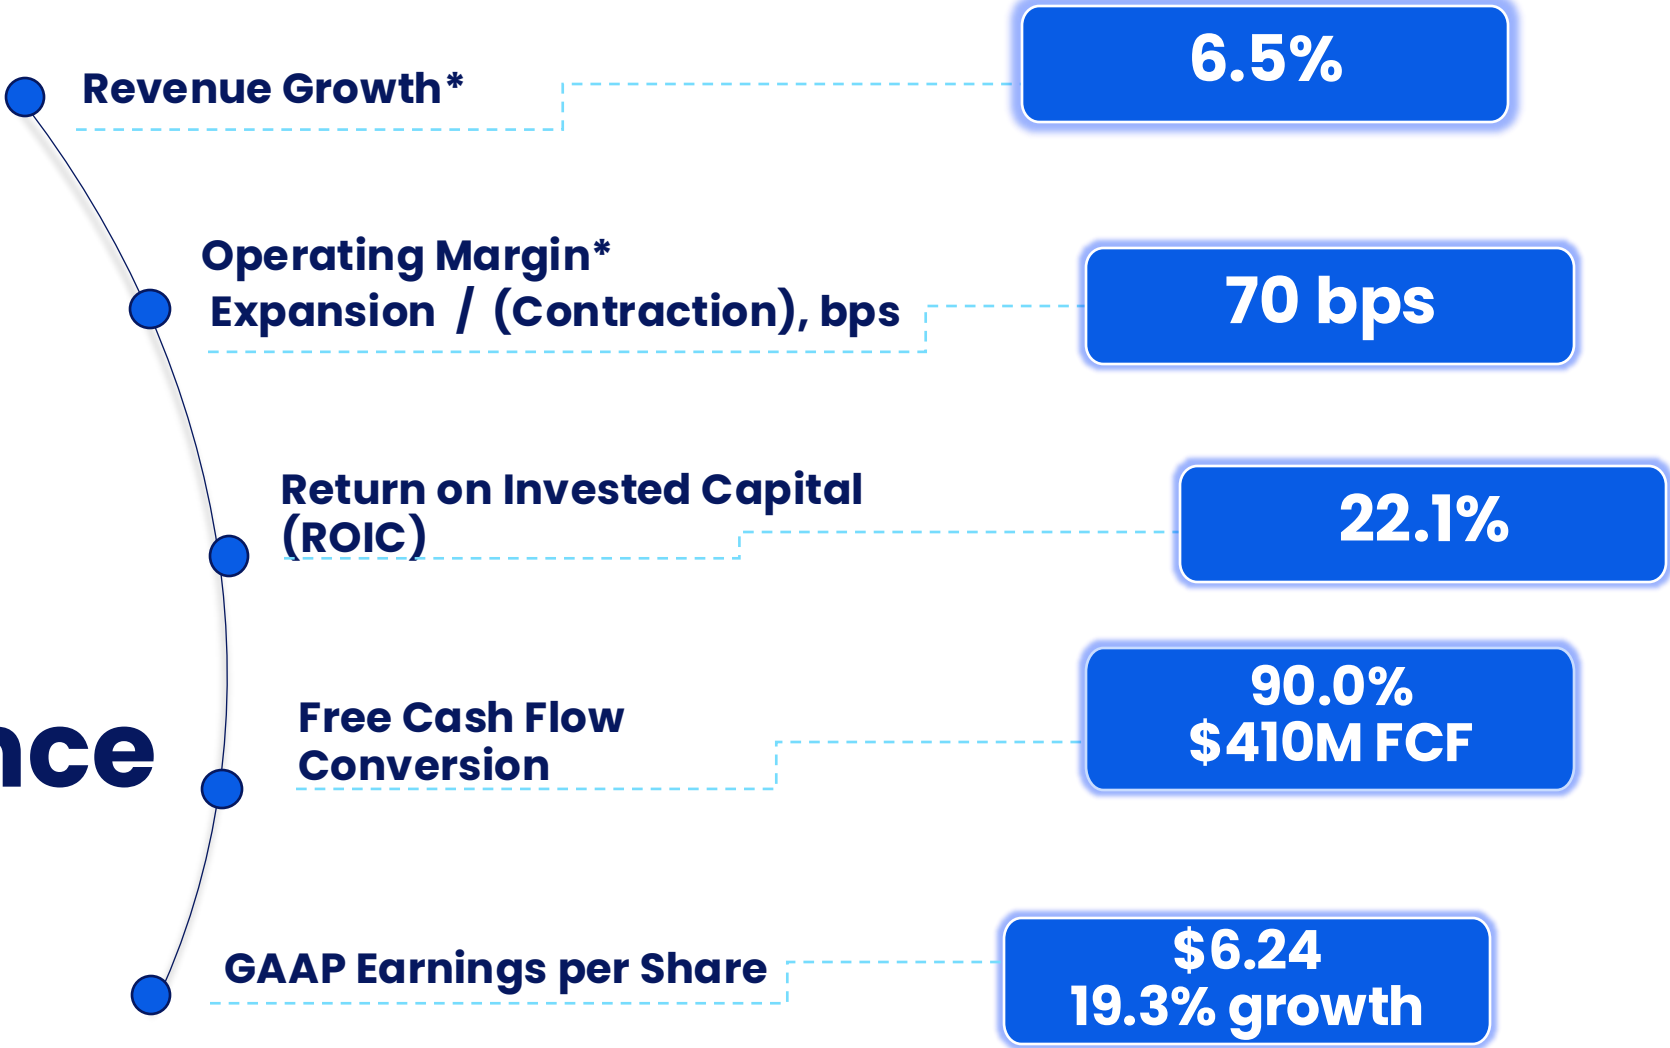 Revenue Growth*
6.5%
Operating Margin*
Expansion / (Contraction), bps
70 bps
Return on Invested Capital
(ROIC)
22.1%
Free Cash Flow
Conversion
90.0%
$410M FCF
nce
GAAP Earnings per Share
$6.24
19.3% growth